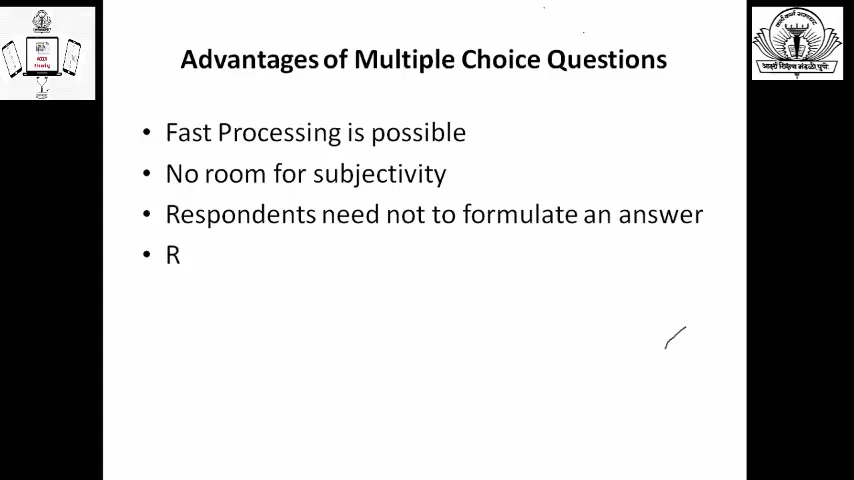 Advantages of Multiple Choice Questions
• Fast Processing is possible
• No room for subjectivity
• Respondents need not to formulate an answer
• R